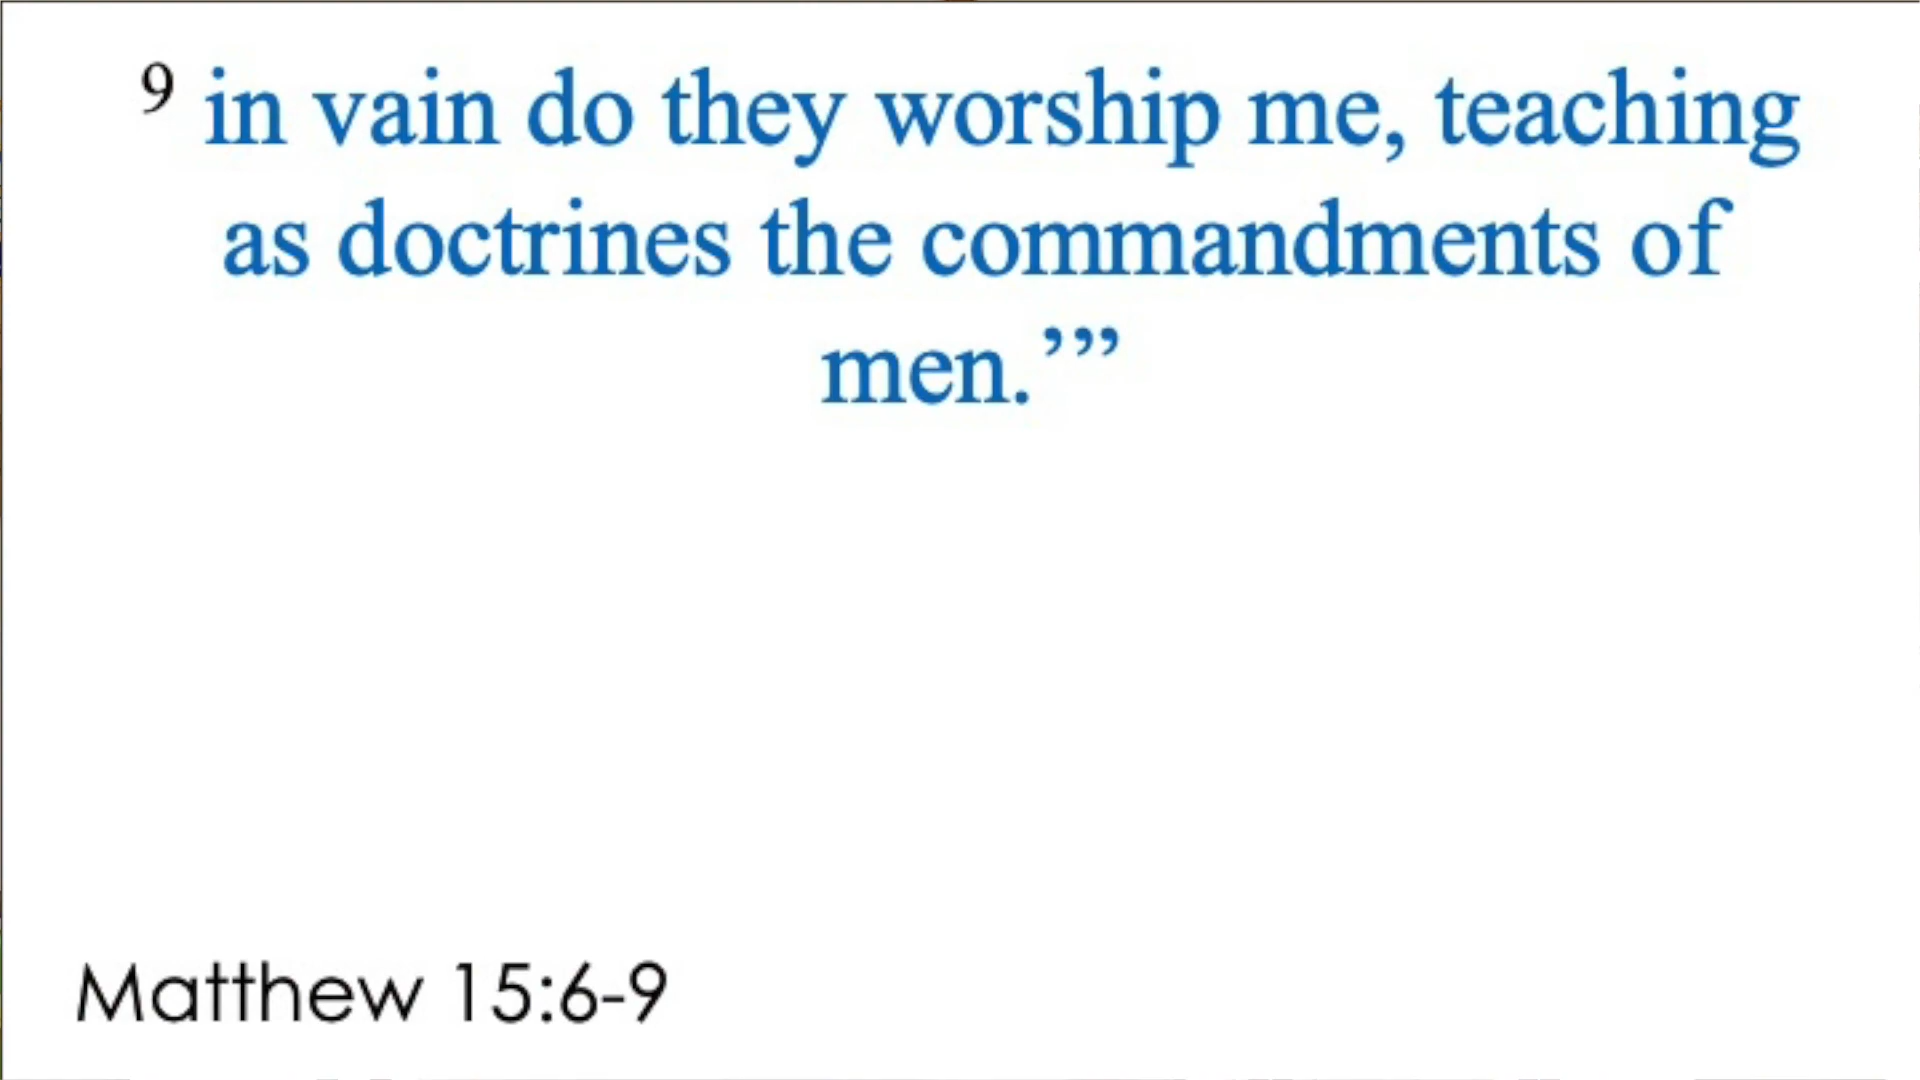 9 in vain do they worship me, teaching
as doctrines the commandments of
men.’”
Matthew 15:6-9